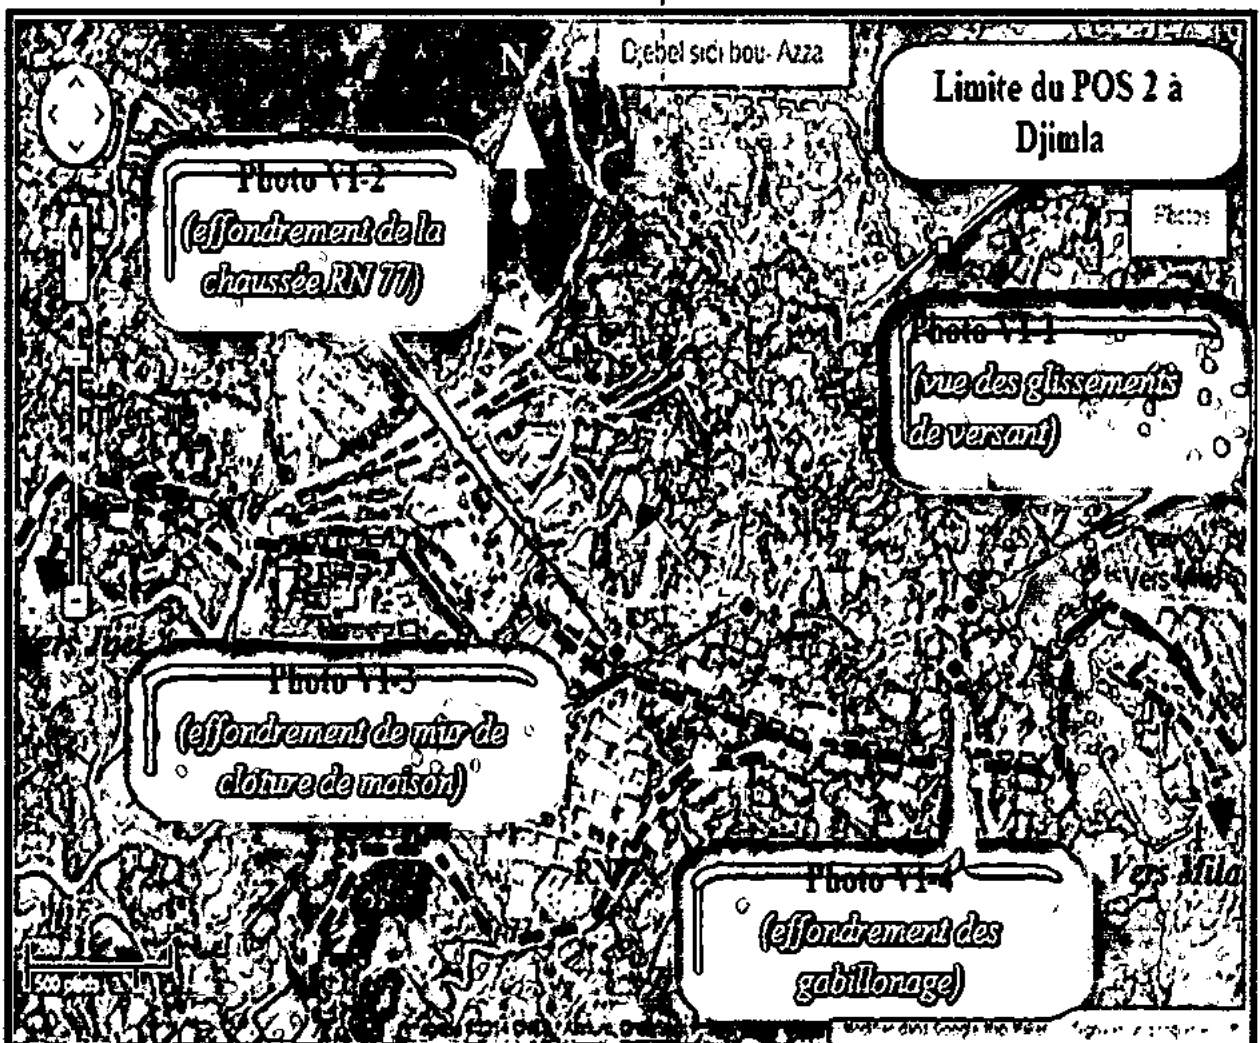 N
Djebel sidi bou- Azza
Limite du POS 2 à
Djimla
Photos
Photo VI-2
(effondrement de la
chaussée RN 77)
Photo VI-1
(vue des glissements
de versant)
Photo VI-3
(effondrement de mur de
clôture de maison)
Photo VI-4
(effondrement des
gabillonage)
Vers Mila
500 pieds